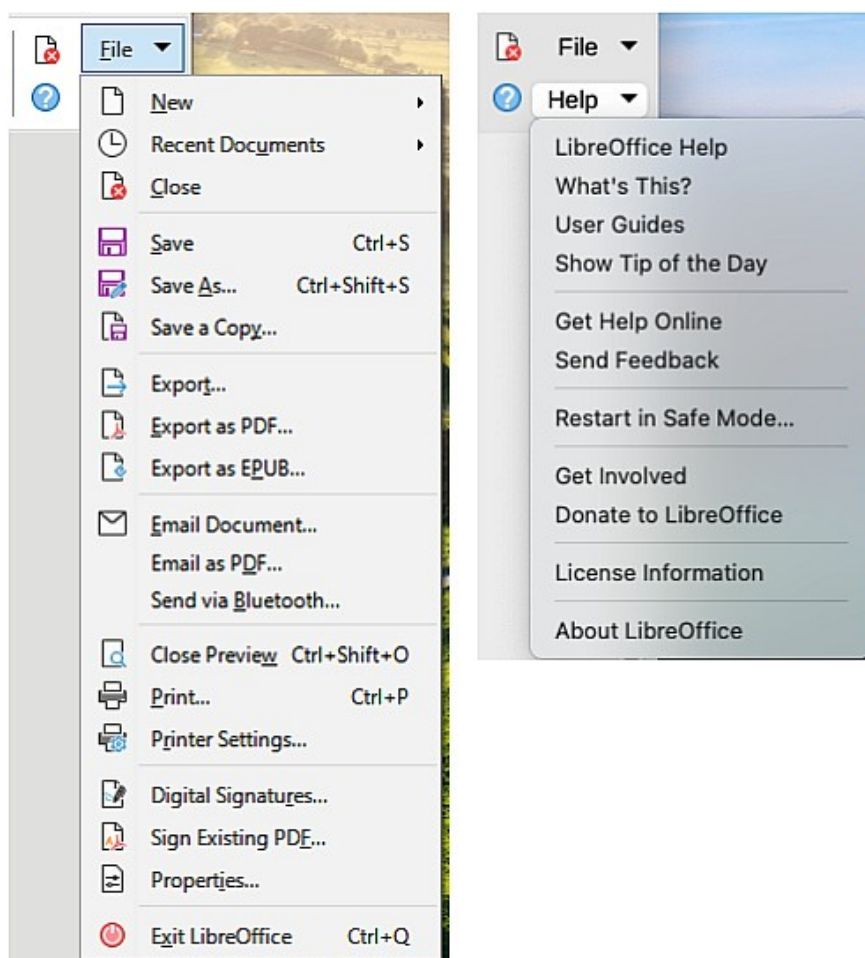 File
New
Recent Documents
Close
Save Ctrl+S
Save As... Ctrl+Shift+S
Save a Copy...
Export...
Export as PDF...
Export as EPUB...
Email Document...
Email as PDF...
Send via Bluetooth...
Close Preview Ctrl+Shift+O
Print... Ctrl+P
Printer Settings...
Digital Signatures...
Sign Existing PDF...
Properties...
Exit LibreOffice Ctrl+Q
File
Help
LibreOffice Help
What's This?
User Guides
Show Tip of the Day
Get Help Online
Send Feedback
Restart in Safe Mode...
Get Involved
Donate to LibreOffice
License Information
About LibreOffice